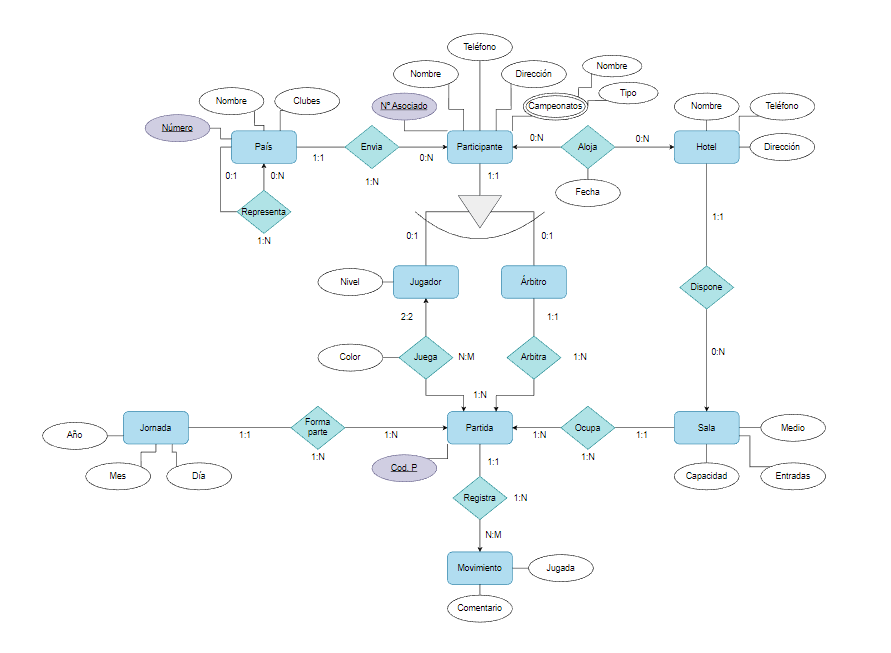 Teléfono
Nombre
Dirección
Nombre
Nº Asociado
Campeonatos
Tipo
Nombre
Clubes
Número
Nombre
Teléfono
País
1:1
Envia
0:N
1:N
Participante
0:N
Aloja
0:N
Hotel
Dirección
0:1
0:N
Representa
1:N
1:1
Fecha
1:1
0:1
0:1
Nivel
Jugador
Árbitro
Dispone
2:2
1:1
Color
Juega
N:M
Arbitra
1:N
0:N
1:N
Jornada
Año
Mes
Día
1:1
Forma
parte
1:N
1:N
Partida
1:N
Ocupa
1:N
1:1
Sala
Medio
Capacidad
Entradas
Cod. P
1:1
Registra
1:N
N:M
Movimiento
Jugada
Comentario